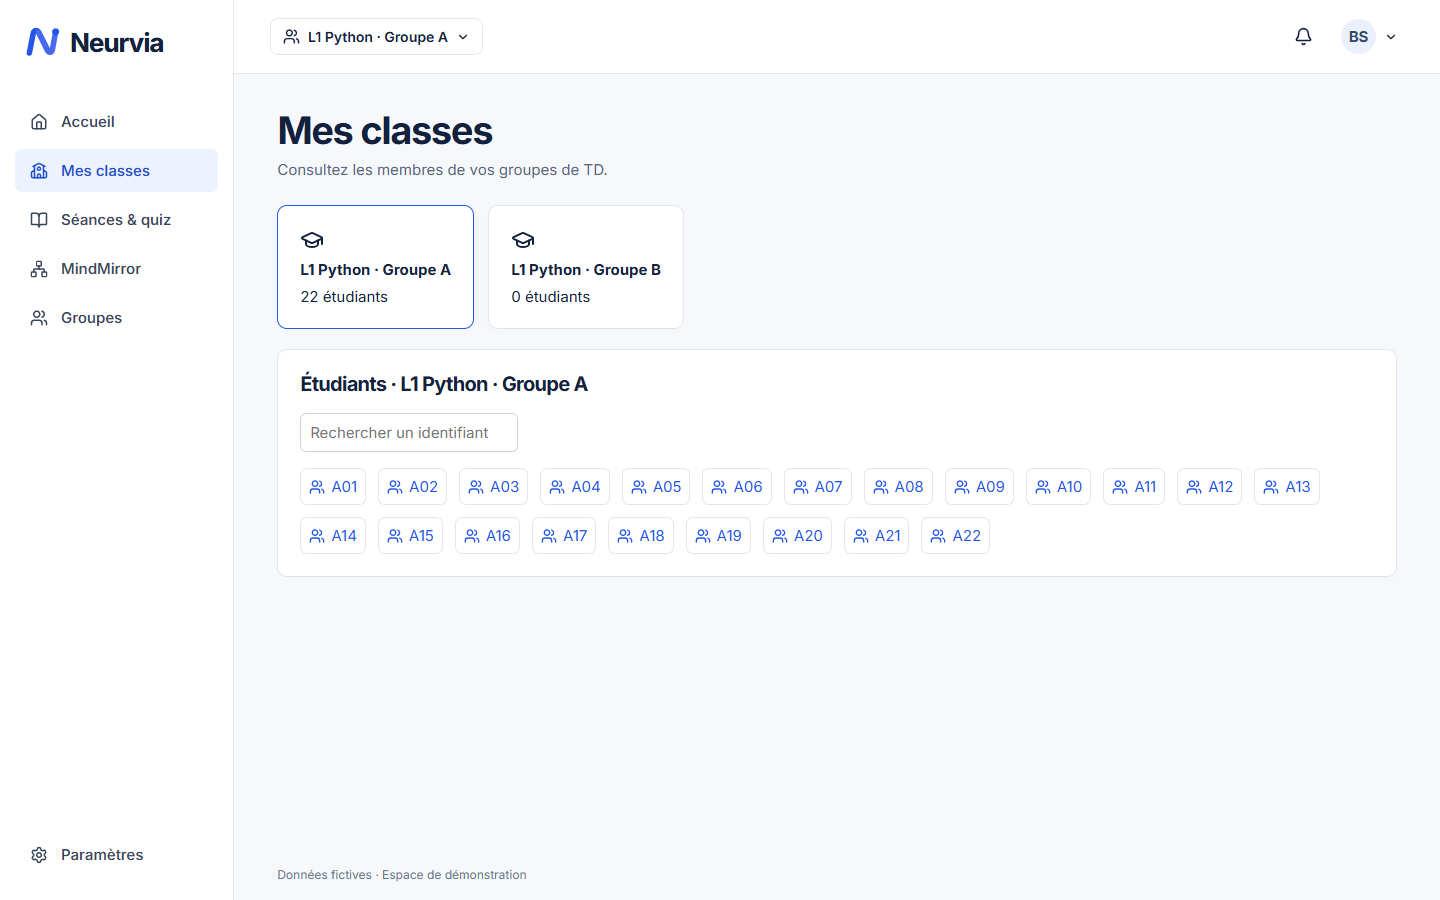 Neurvia
L1 Python · Groupe A
BS
Accueil
Mes classes
Séances & quiz
MindMirror
Groupes
Paramètres
Mes classes
Consultez les membres de vos groupes de TD.
L1 Python · Groupe A
22 étudiants
L1 Python · Groupe B
0 étudiants
Étudiants · L1 Python · Groupe A
Rechercher un identifiant
A01 A02 A03 A04 A05 A06 A07 A08 A09 A10 A11 A12 A13
A14 A15 A16 A17 A18 A19 A20 A21 A22
Données fictives · Espace de démonstration